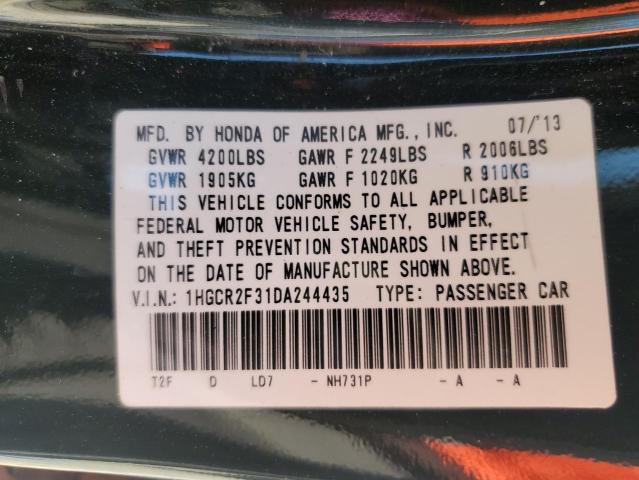 MFD. BY HONDA OF AMERICA MFG., INC. 07/'13
GVWR 4200LBS GAWR F 2249LBS R 2006LBS
GVWR 1905KG GAWR F 1020KG R 910KG
THIS VEHICLE CONFORMS TO ALL APPLICABLE
FEDERAL MOTOR VEHICLE SAFETY, BUMPER,
AND THEFT PREVENTION STANDARDS IN EFFECT
ON THE DATE OF MANUFACTURE SHOWN ABOVE.
V.I.N.: 1HGCR2F31DA244435 TYPE: PASSENGER CAR
T2F D LD7 - NH731P - A - A